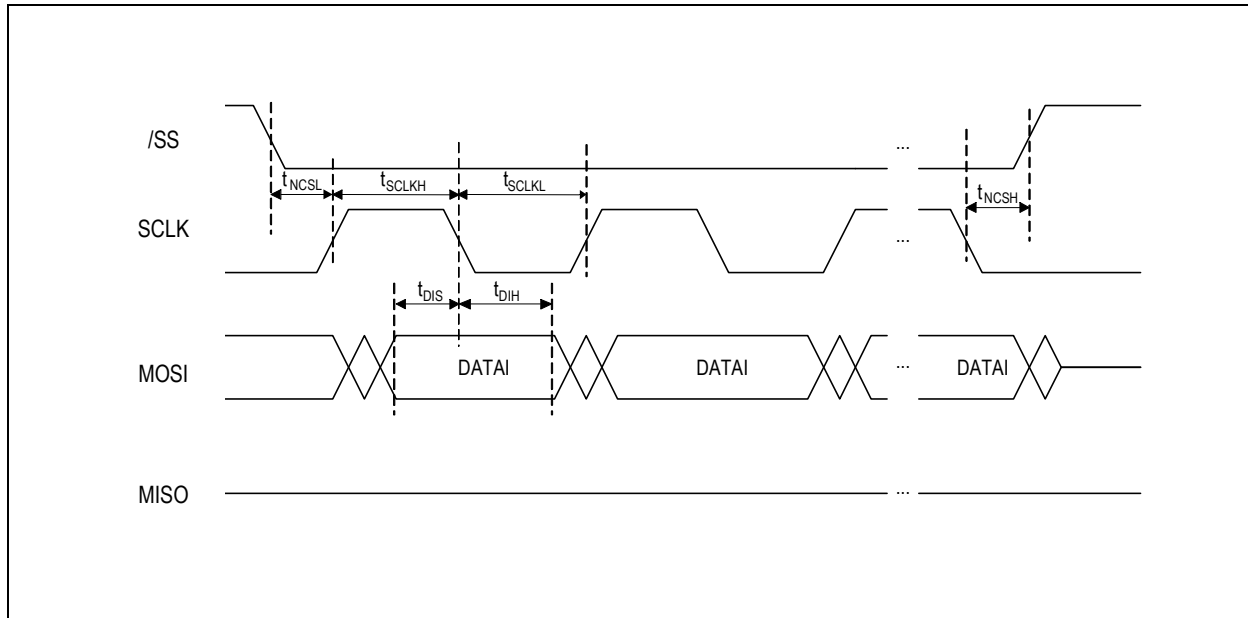 /SS
...
tNCSL
tSCLKH
tSCLKL
tNCSH
SCLK
...
tDIS
tDIH
MOSI
DATAI
DATAI
...
DATAI
MISO
...